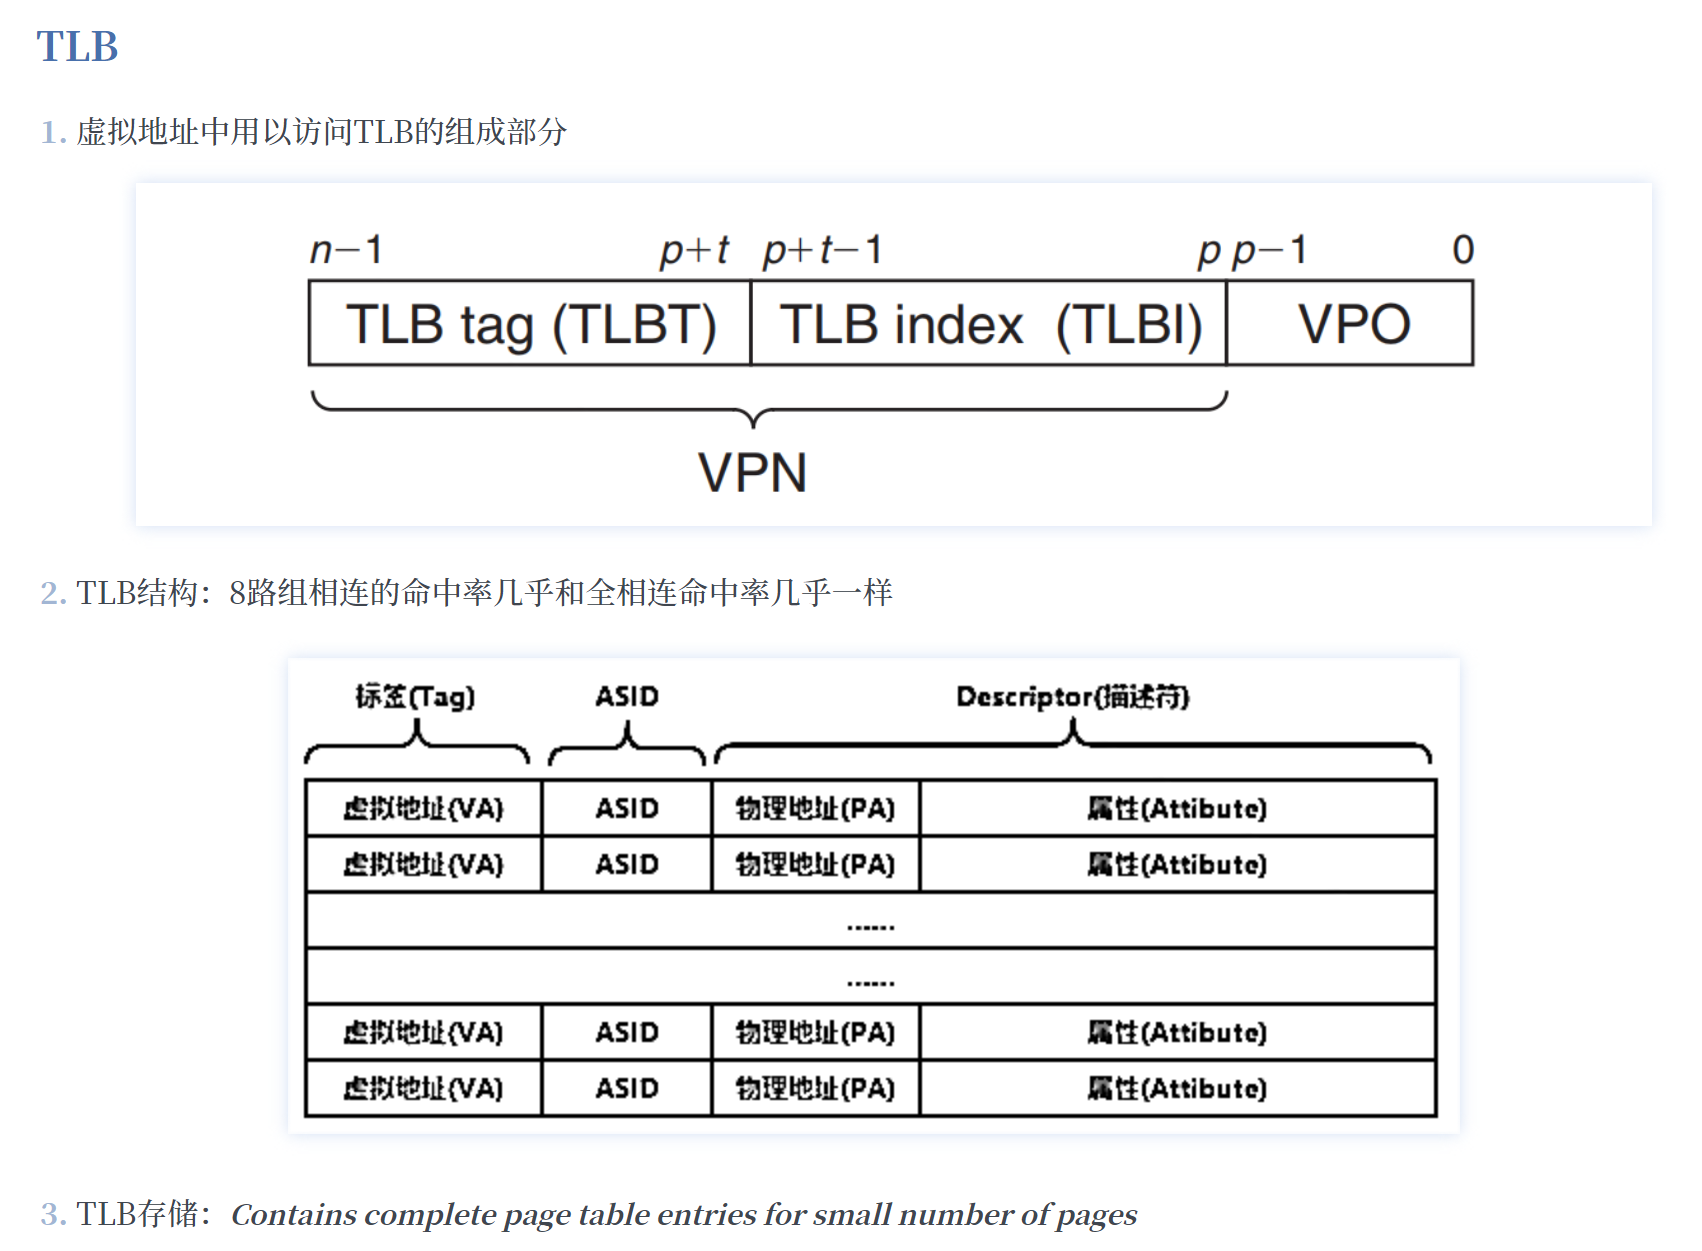 TLB
1. 虚拟地址中用以访问TLB的组成部分
n−1 p+t p+t−1 p p−1 0
TLB tag (TLBT) TLB index (TLBI) VPO
VPN
2. TLB结构：8路组相连的命中率几乎和全相连命中率几乎一样
标签(Tag) ASID Descriptor(描述符)
虚拟地址(VA) ASID 物理地址(PA) 属性(Attibute)
虚拟地址(VA) ASID 物理地址(PA) 属性(Attibute)
......
......
虚拟地址(VA) ASID 物理地址(PA) 属性(Attibute)
虚拟地址(VA) ASID 物理地址(PA) 属性(Attibute)
3. TLB存储：Contains complete page table entries for small number of pages